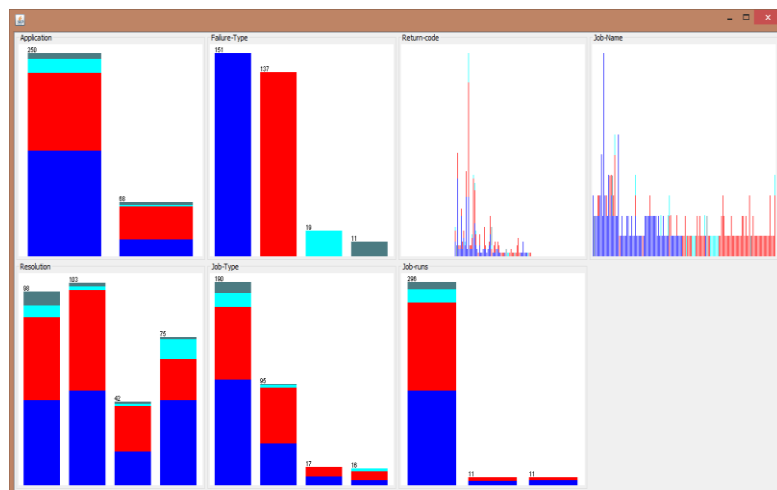 Application
250
68
Failure-Type
151
137
19
11
Return-code
Job-Name
Resolution
98
103
42
75
Job-Type
190
95
17
16
Job-runs
296
11
11